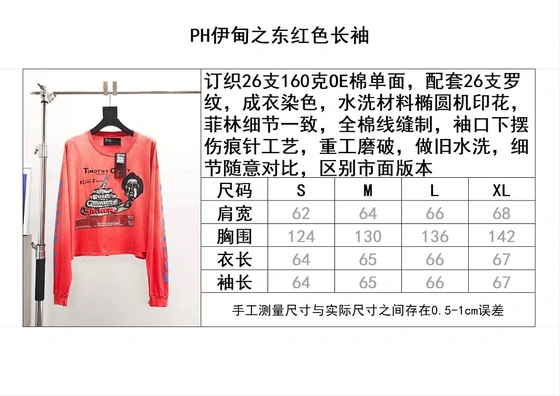 PH伊甸之东红色长袖
订织26支160克OE棉单面，配套26支罗
纹，成衣染色，水洗材料椭圆机印花，
菲林细节一致，全棉线缝制，袖口下摆
伤痕针工艺，重工磨破，做旧水洗，细
节随意对比，区别市面版本
尺码 S M L XL
肩宽 62 64 66 68
胸围 124 130 136 142
衣长 64 65 66 67
袖长 64 65 66 67
手工测量尺寸与实际尺寸之间存在0.5-1cm误差
TIMOTHY C